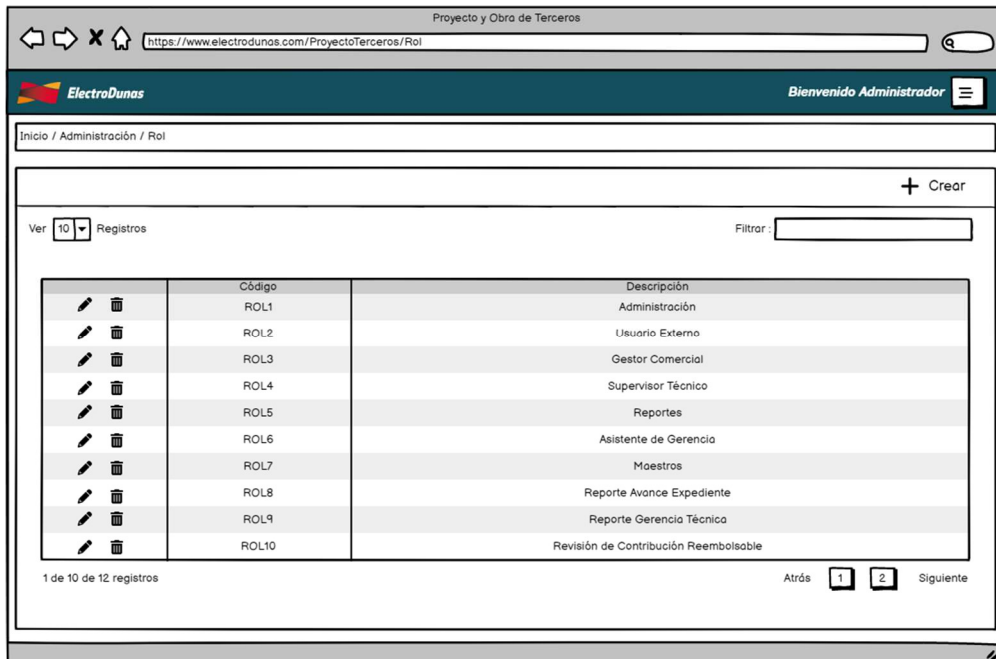 Proyecto y Obra de Terceros
https://www.electrodunas.com/ProyectoTerceros/Rol
ElectroDunas Bienvenido Administrador
Inicio / Administración / Rol
+ Crear
Ver 10 Registros Filtrar :
Código Descripción
ROL1 Administración
ROL2 Usuario Externo
ROL3 Gestor Comercial
ROL4 Supervisor Técnico
ROL5 Reportes
ROL6 Asistente de Gerencia
ROL7 Maestros
ROL8 Reporte Avance Expediente
ROL9 Reporte Gerencia Técnica
ROL10 Revisión de Contribución Reembolsable
1 de 10 de 12 registros Atrás 1 2 Siguiente